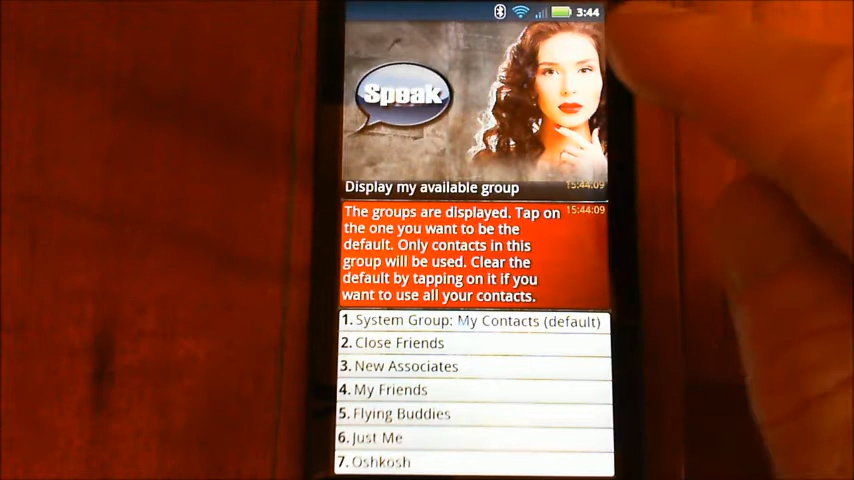 3:44
Speak
Display my available group 15:44:09
The groups are displayed. Tap on 15:44:09
the one you want to be the
default. Only contacts in this
group will be used. Clear the
default by tapping on it if you
want to use all your contacts.
1. System Group: My Contacts (default)
2. Close Friends
3. New Associates
4. My Friends
5. Flying Buddies
6. Just Me
7. Oshkosh